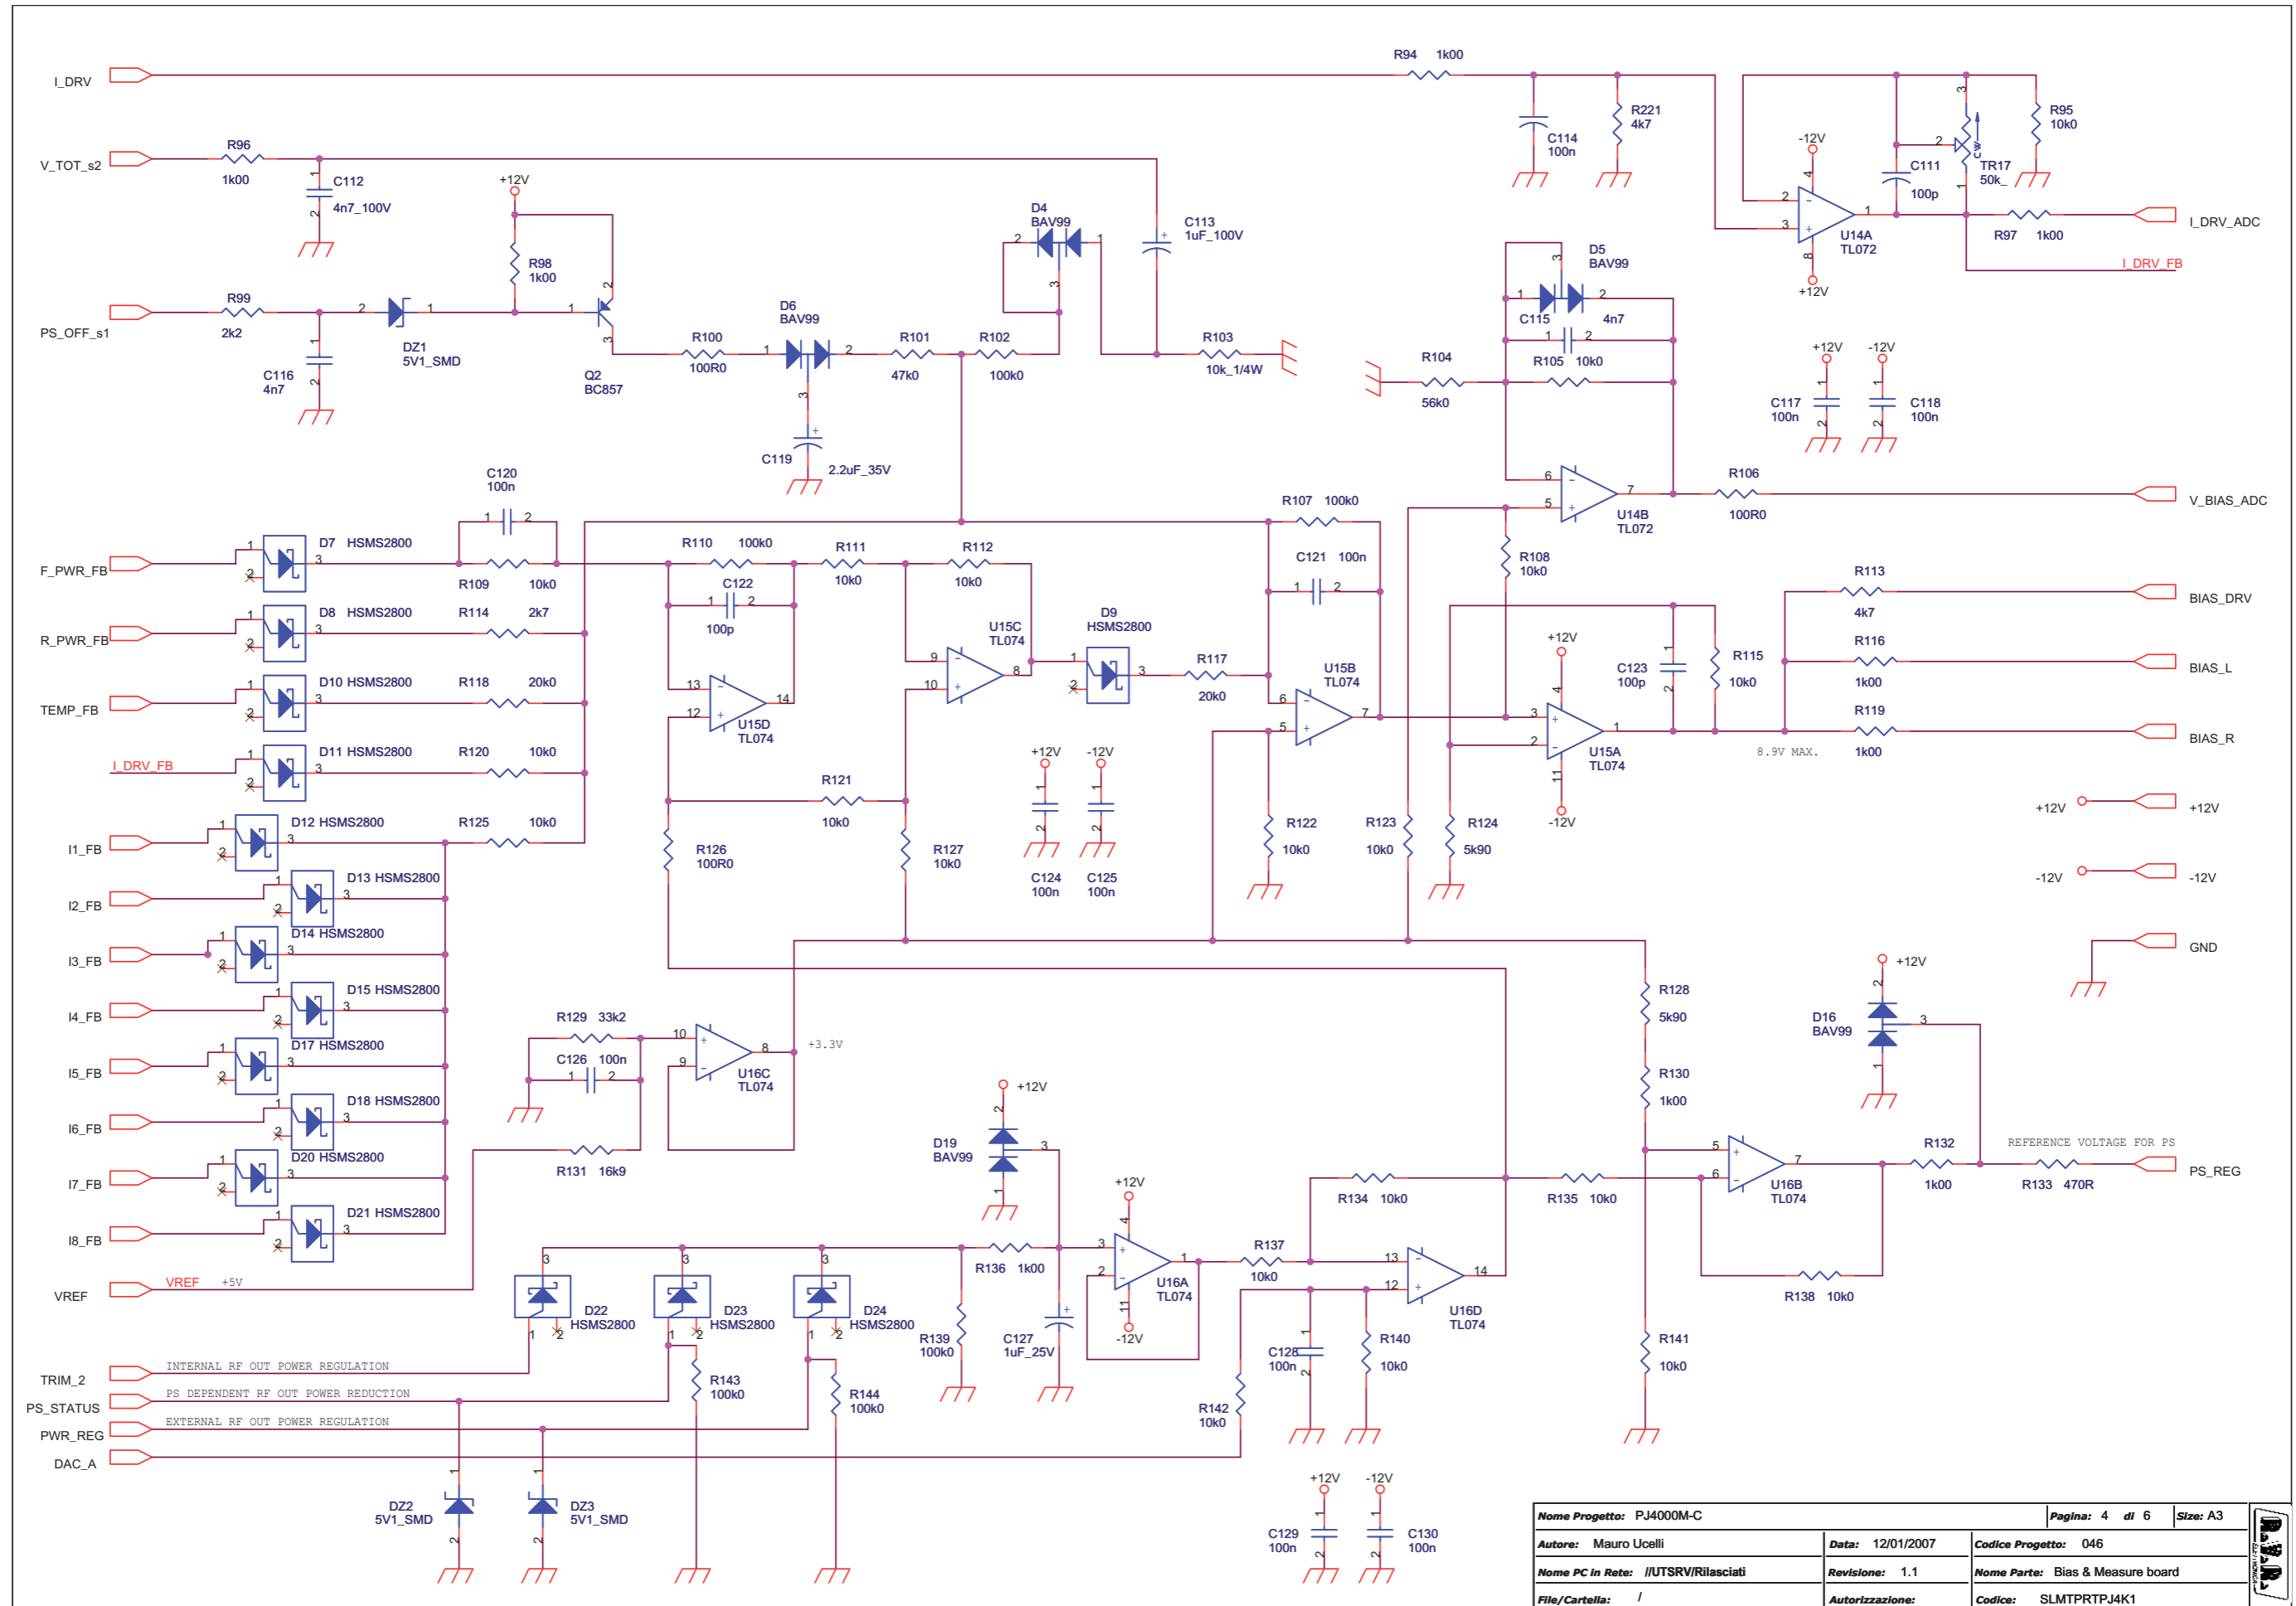 I_DRV
R94 1k00
V_TOT_s2
R96
1k00
C112
4n7_100V
+12V
R98
1k00
D4
BAV99
C113
1uF_100V
C114
100n
R221
4k7
-12V
U14A
TL072
+12V
C111
100p
TR17
50k_
CW
R95
10k0
R97 1k00
I_DRV_ADC
I_DRV_FB
PS_OFF_s1
R99
2k2
C116
4n7
DZ1
5V1_SMD
Q2
BC857
R100
100R0
D6
BAV99
C119
2.2uF_35V
R101
47k0
R102
100k0
R103
10k_1/4W
D5
BAV99
C115 4n7
R105 10k0
R104
56k0
+12V -12V
C117
100n
C118
100n
U14B
TL072
R106
100R0
V_BIAS_ADC
C120
100n
F_PWR_FB
D7 HSMS2800
R109 10k0
R110 100k0
C122
100p
R111
10k0
R112
10k0
R107 100k0
C121 100n
R108
10k0
R_PWR_FB
D8 HSMS2800
R114 2k7
U15D
TL074
U15C
TL074
D9
HSMS2800
R117
20k0
U15B
TL074
TEMP_FB
D10 HSMS2800
R118 20k0
I_DRV_FB
D11 HSMS2800
R120 10k0
+12V
U15A
TL074
-12V
C123
100p
R115
10k0
R113
4k7
BIAS_DRV
R116
1k00
BIAS_L
R119
1k00
BIAS_R
8.9V MAX.
I1_FB
D12 HSMS2800
R125 10k0
R126
100R0
R121
10k0
R127
10k0
+12V -12V
C124
100n
C125
100n
R122
10k0
R123
10k0
R124
5k90
+12V +12V
-12V -12V
GND
I2_FB
D13 HSMS2800
I3_FB
D14 HSMS2800
I4_FB
D15 HSMS2800
I5_FB
D17 HSMS2800
I6_FB
D18 HSMS2800
I7_FB
D20 HSMS2800
I8_FB
D21 HSMS2800
R129 33k2
C126 100n
R131 16k9
U16C
TL074
+3.3V
R128
5k90
R130
1k00
D16
BAV99
+12V
D19
BAV99
+12V
+12V
U16A
TL074
-12V
R134 10k0
R135 10k0
U16B
TL074
R132
1k00
REFERENCE VOLTAGE FOR PS
R133 470R
PS_REG
R138 10k0
VREF
VREF +5V
D22
HSMS2800
D23
HSMS2800
D24
HSMS2800
R136 1k00
R139
100k0
C127
1uF_25V
R137
10k0
U16D
TL074
C128
100n
R140
10k0
R141
10k0
R142
10k0
TRIM_2
INTERNAL RF OUT POWER REGULATION
PS_STATUS
PS DEPENDENT RF OUT POWER REDUCTION
PWR_REG
EXTERNAL RF OUT POWER REGULATION
DAC_A
R143
100k0
R144
100k0
DZ2
5V1_SMD
DZ3
5V1_SMD
+12V -12V
C129
100n
C130
100n
Nome Progetto: PJ4000M-C Pagina: 4 di 6 Size: A3
Autore: Mauro Ucelli Data: 12/01/2007 Codice Progetto: 046
Nome PC in Rete: //UTSRV/Rilasciati Revisione: 1.1 Nome Parte: Bias & Measure board
File/Cartella: / Autorizzazione: Codice: SLMTPRTPJ4K1
R.V.R.